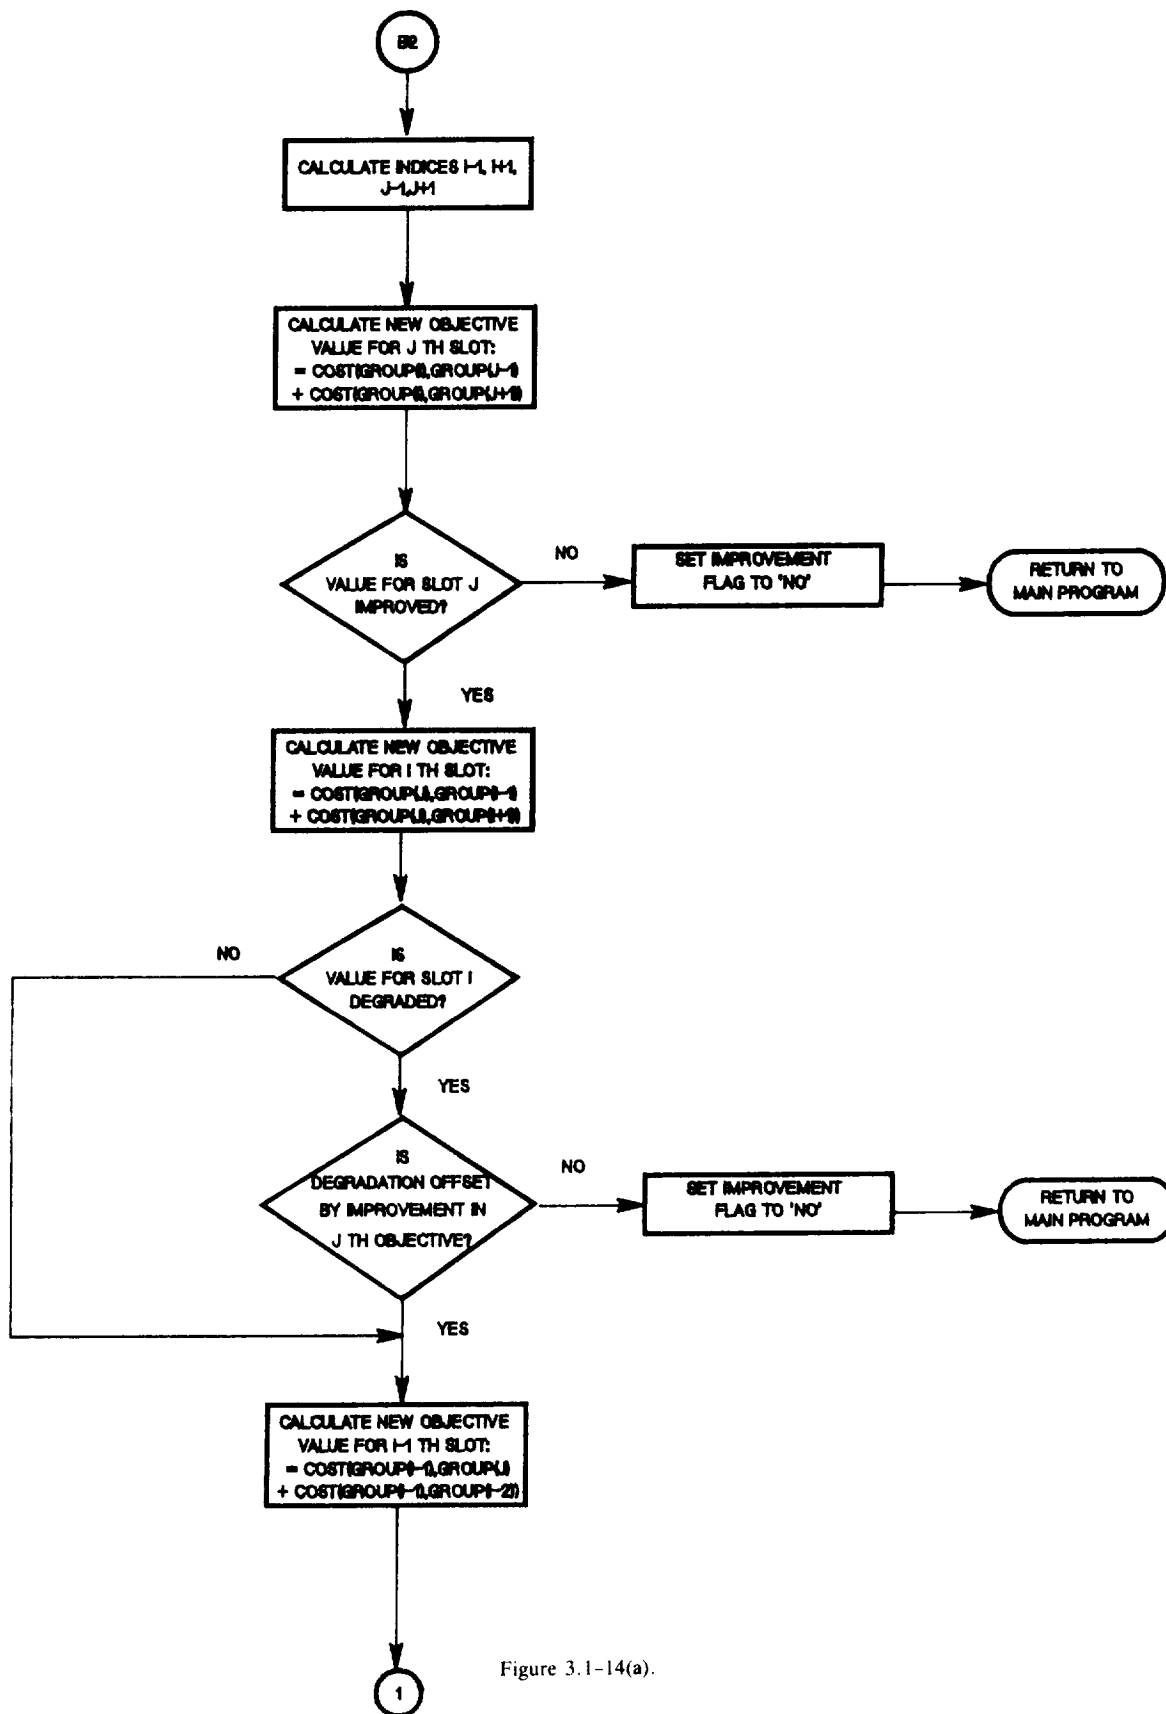 CALCULATE INDICES I-1, I+1,
J-1,J+1
CALCULATE NEW OBJECTIVE
VALUE FOR J TH SLOT:
= COST(GROUP(I),GROUP(J-1)
+ COST(GROUP(I),GROUP(J+1))
IS
VALUE FOR SLOT J
IMPROVED?
NO
SET IMPROVEMENT
FLAG TO 'NO'
RETURN TO
MAIN PROGRAM
YES
CALCULATE NEW OBJECTIVE
VALUE FOR I TH SLOT:
= COST(GROUP(J),GROUP(I-1)
+ COST(GROUP(J),GROUP(I+1))
IS
VALUE FOR SLOT I
DEGRADED?
NO
YES
IS
DEGRADATION OFFSET
BY IMPROVEMENT IN
J TH OBJECTIVE?
NO
SET IMPROVEMENT
FLAG TO 'NO'
RETURN TO
MAIN PROGRAM
YES
CALCULATE NEW OBJECTIVE
VALUE FOR I-1 TH SLOT:
= COST(GROUP(I-1),GROUP(J)
+ COST(GROUP(I-1),GROUP(I-2))
1
Figure 3.1-14(a).